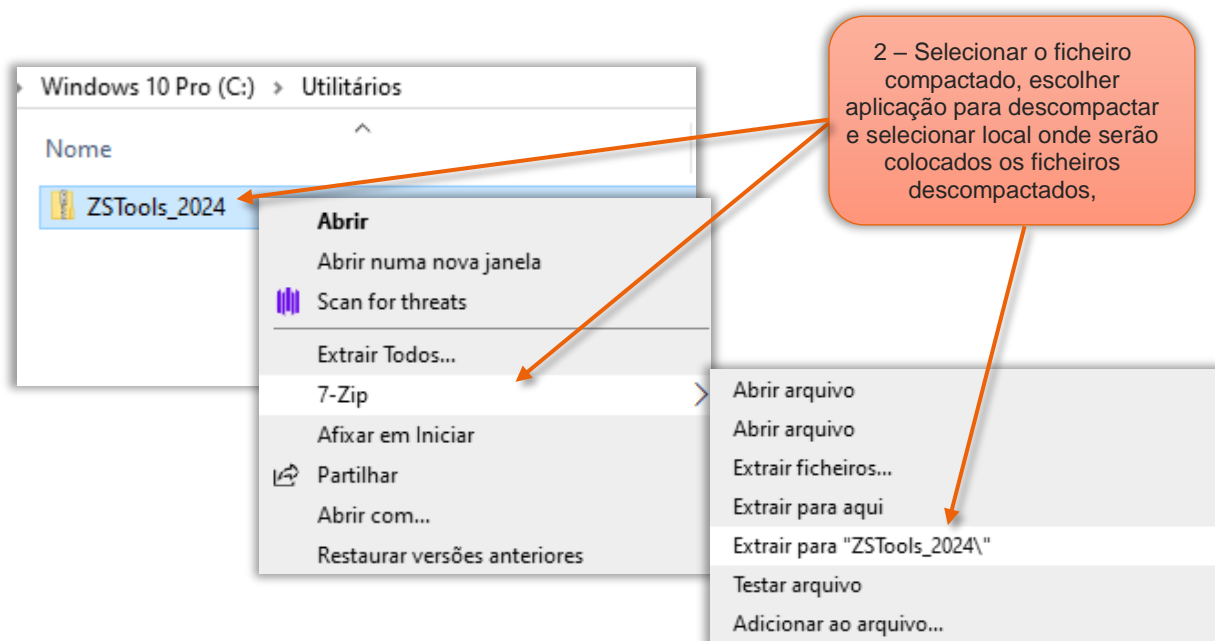 2 – Selecionar o ficheiro
compactado, escolher
aplicação para descompactar
e selecionar local onde serão
colocados os ficheiros
descompactados,
Windows 10 Pro (C:) > Utilitários
Nome
ZSTools_2024
Abrir
Abrir numa nova janela
Scan for threats
Extrair Todos...
7-Zip
Afixar em Iniciar
Partilhar
Abrir com...
Restaurar versões anteriores
Abrir arquivo
Abrir arquivo
Extrair ficheiros...
Extrair para aqui
Extrair para "ZSTools_2024\"
Testar arquivo
Adicionar ao arquivo...